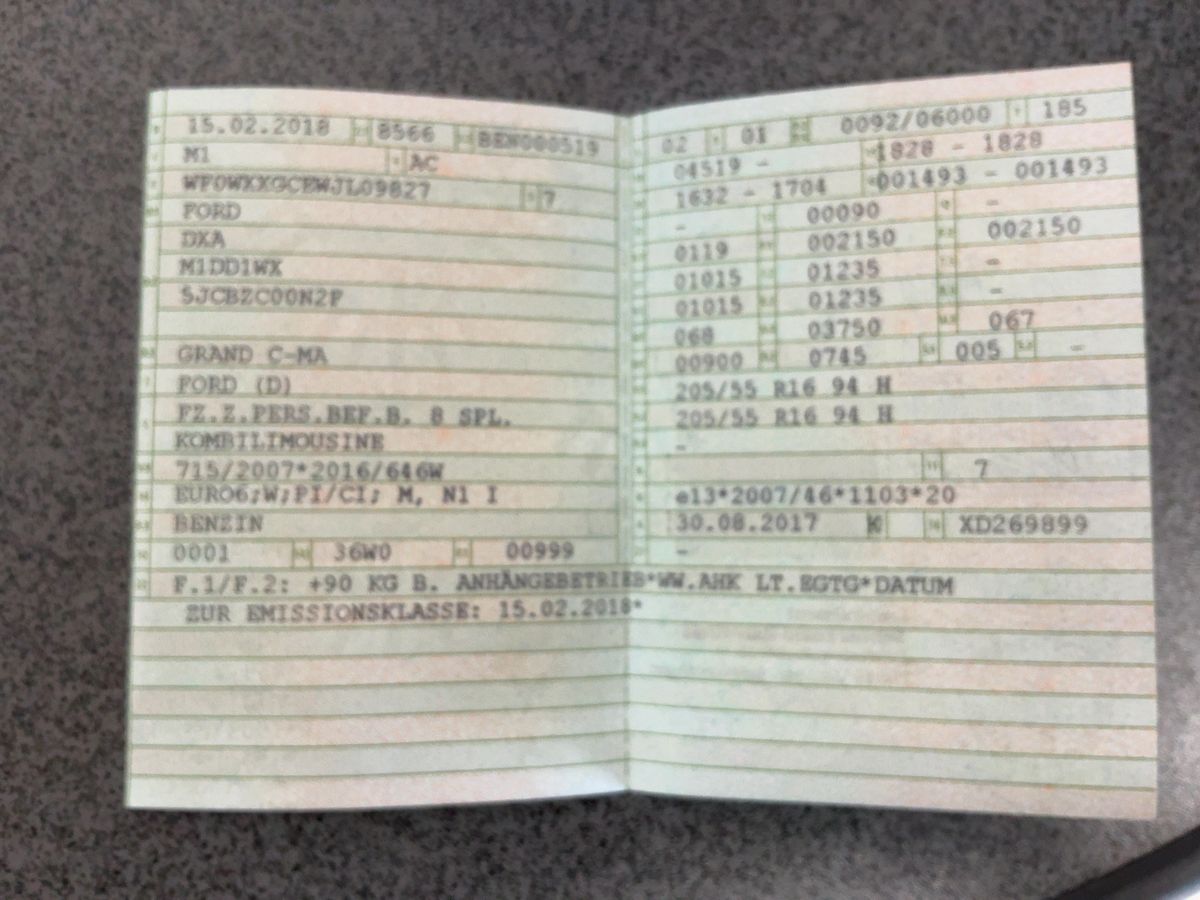 15.02.2018 8566 BEW000519
M1 AC
WF0WXXGCEWJL09827 7
FORD
DXA
M1DD1WX
5JCBZC00N2P
GRAND C-MA
FORD (D)
FZ.Z.PERS.BEF.B. 8 SPL.
KOMBILIMOUSINE
715/2007*2016/646W
EURO6;W;PI/CI; M, N1 I
BENZIN
0001 36W0 00999
02 01 0092/06000 185
04519 - 1828 - 1828
1632 - 1704 001493 - 001493
- 00090 -
0119 002150 002150
01015 01235 -
01015 01235 -
068 03750 067
00900 0745 005 -
205/55 R16 94 H
205/55 R16 94 H
-
7
e13*2007/46*1103*20
30.08.2017 K XD269899
-
F.1/F.2: +90 KG B. ANHÄNGEBETRIEB*WW.AHK LT.EGTG*DATUM
ZUR EMISSIONSKLASSE: 15.02.2018*